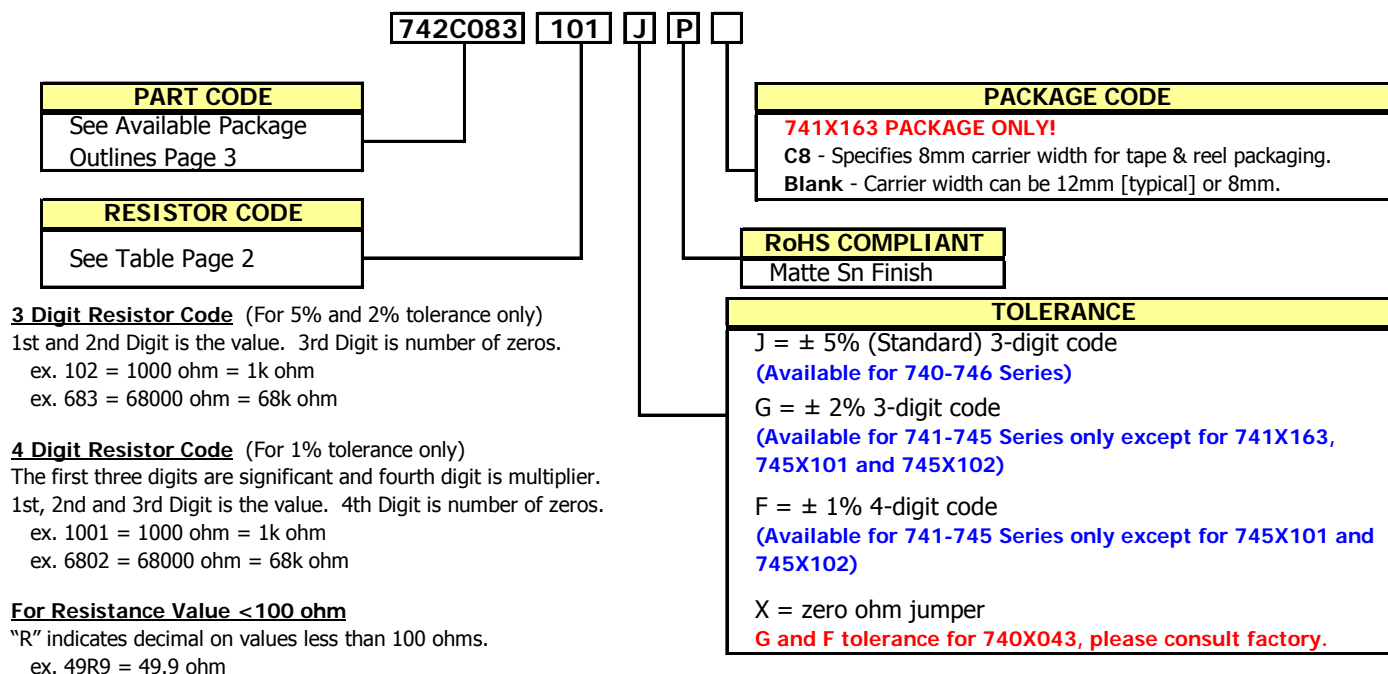 742C083 101 J P
PART CODE
See Available Package
Outlines Page 3
RESISTOR CODE
See Table Page 2
3 Digit Resistor Code (For 5% and 2% tolerance only)
1st and 2nd Digit is the value. 3rd Digit is number of zeros.
ex. 102 = 1000 ohm = 1k ohm
ex. 683 = 68000 ohm = 68k ohm
4 Digit Resistor Code (For 1% tolerance only)
The first three digits are significant and fourth digit is multiplier.
1st, 2nd and 3rd Digit is the value. 4th Digit is number of zeros.
ex. 1001 = 1000 ohm = 1k ohm
ex. 6802 = 68000 ohm = 68k ohm
For Resistance Value <100 ohm
“R” indicates decimal on values less than 100 ohms.
ex. 49R9 = 49.9 ohm
PACKAGE CODE
741X163 PACKAGE ONLY!
C8 - Specifies 8mm carrier width for tape & reel packaging.
Blank - Carrier width can be 12mm [typical] or 8mm.
RoHS COMPLIANT
Matte Sn Finish
TOLERANCE
J = ± 5% (Standard) 3-digit code
(Available for 740-746 Series)
G = ± 2% 3-digit code
(Available for 741-745 Series only except for 741X163,
745X101 and 745X102)
F = ± 1% 4-digit code
(Available for 741-745 Series only except for 745X101 and
745X102)
X = zero ohm jumper
G and F tolerance for 740X043, please consult factory.